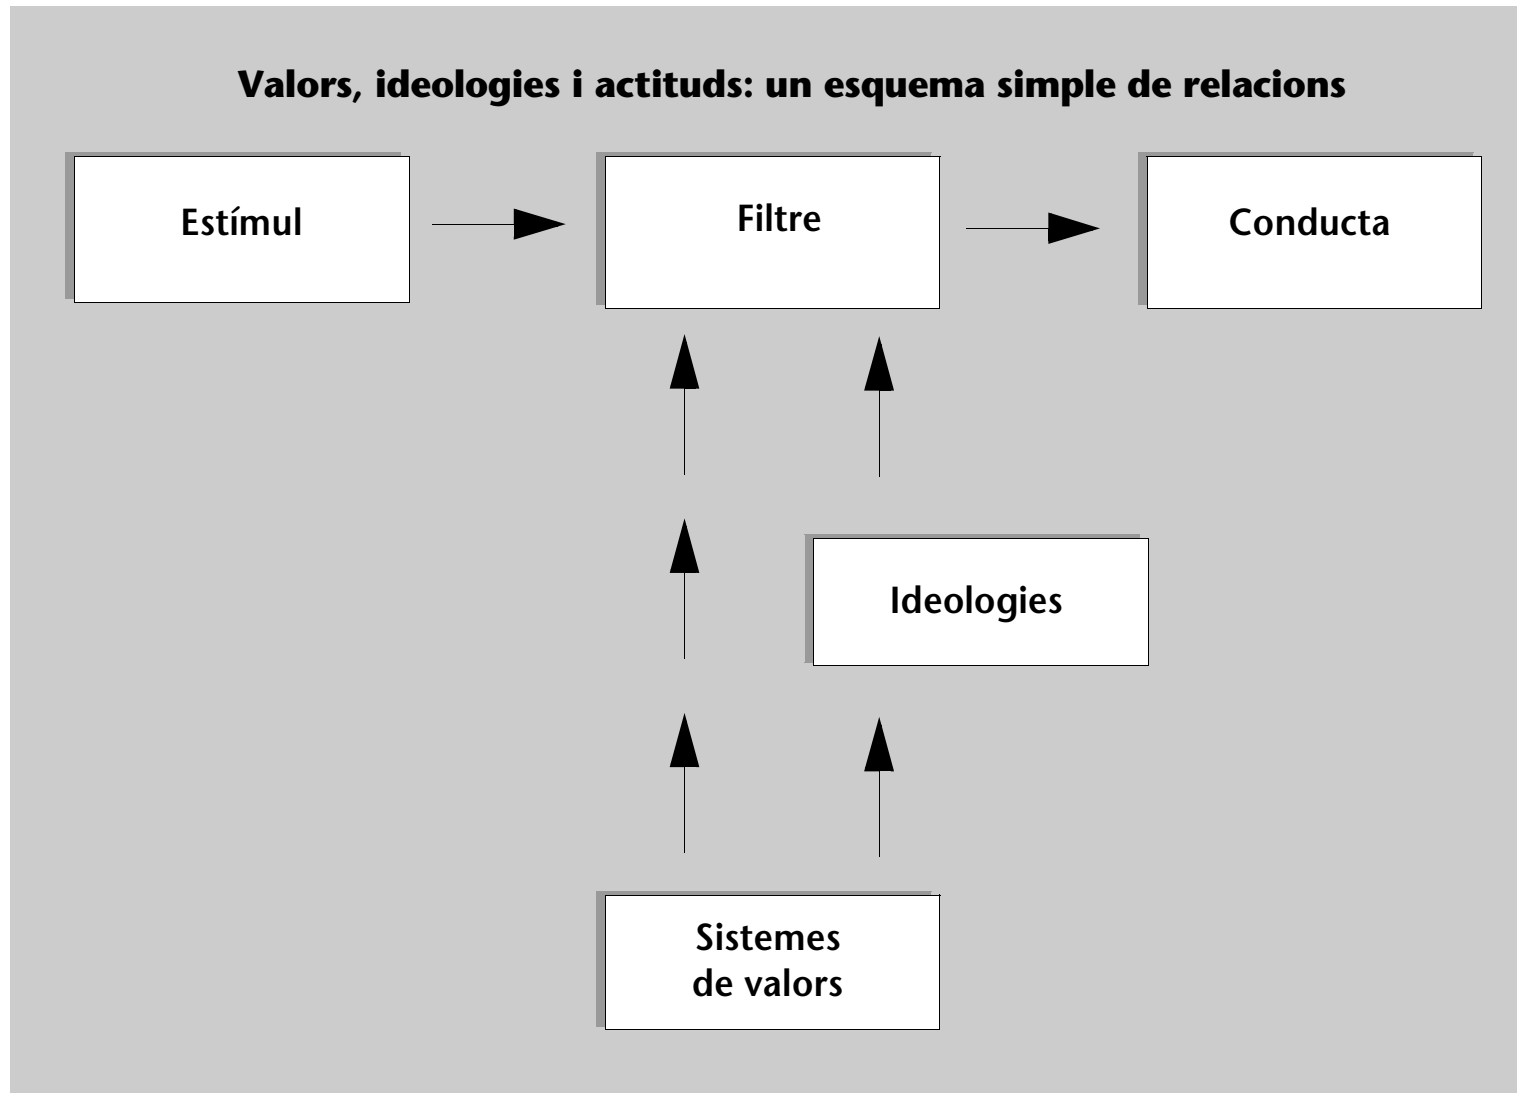 Valors, ideologies i actituds: un esquema simple de relacions
Estímul
Filtre
Conducta
Ideologies
Sistemes
de valors